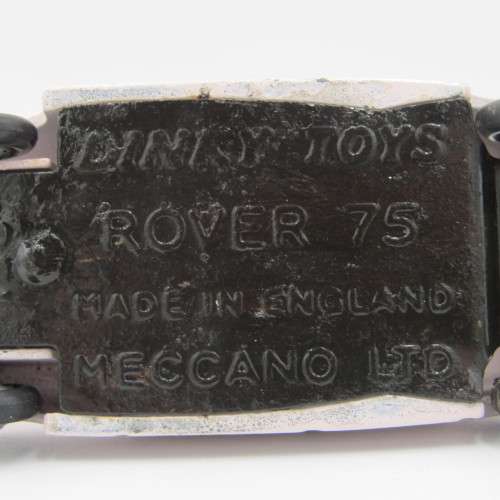 DINKY TOYS
ROVER 75
MADE IN ENGLAND
MECCANO LTD